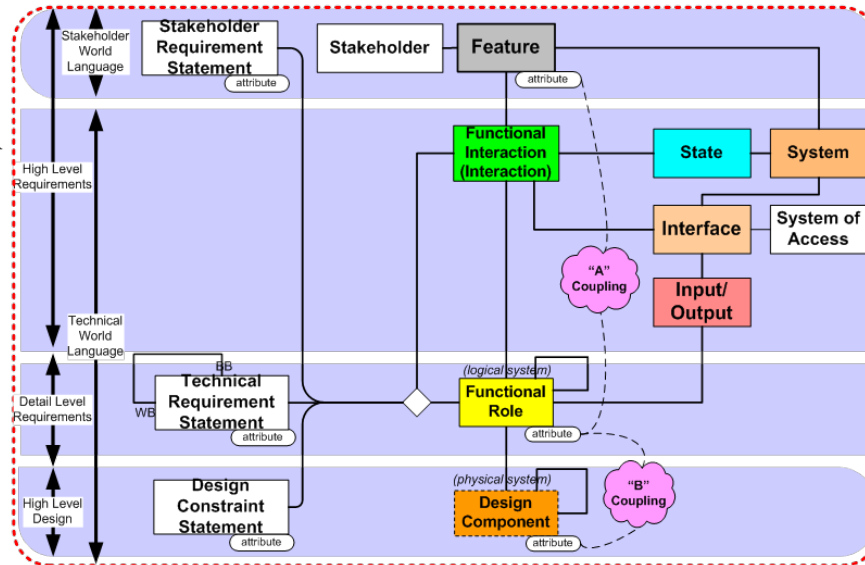 Stakeholder
World
Language
Stakeholder
Requirement
Statement
attribute
Stakeholder
Feature
attribute
High Level
Requirements
Functional
Interaction
(Interaction)
State
System
Interface
System of
Access
"A"
Coupling
Input/
Output
Technical
World
Language
BB
WB
Technical
Requirement
Statement
attribute
(logical system)
Functional
Role
attribute
Detail Level
Requirements
High Level
Design
Design
Constraint
Statement
attribute
(physical system)
Design
Component
attribute
"B"
Coupling